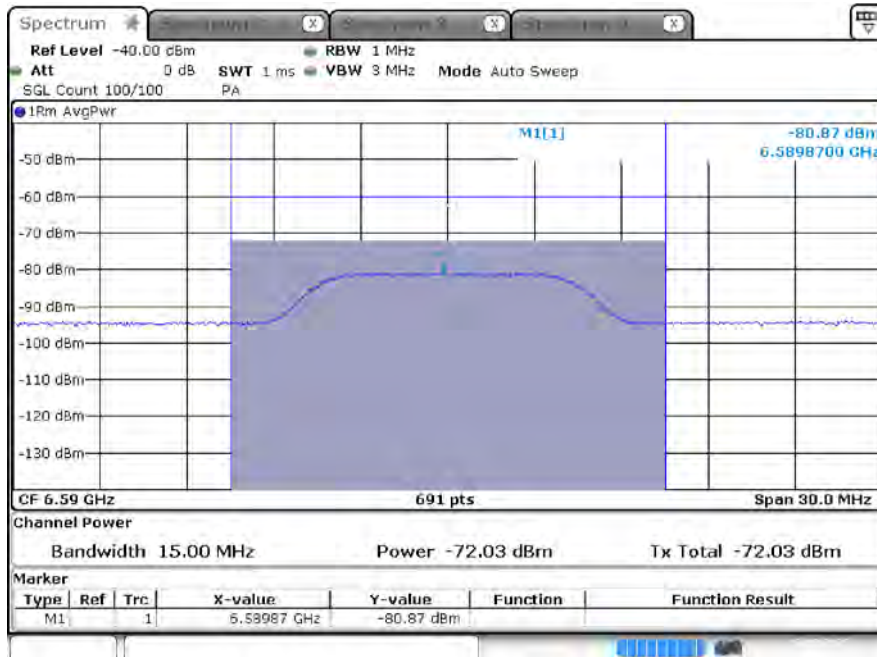 Spectrum X X X
Ref Level -40.00 dBm RBW 1 MHz
Att 0 dB SWT 1 ms VBW 3 MHz Mode Auto Sweep
SGL Count 100/100 PA
1Rm AvgPwr
M1[1] -80.87 dBm
6.5898700 GHz
-50 dBm
-60 dBm
-70 dBm
-80 dBm
-90 dBm
-100 dBm
-110 dBm
-120 dBm
-130 dBm
CF 6.59 GHz 691 pts Span 30.0 MHz
Channel Power
Bandwidth 15.00 MHz Power -72.03 dBm Tx Total -72.03 dBm
Marker
Type Ref Trc X-value Y-value Function Function Result
M1 1 6.58987 GHz -80.87 dBm